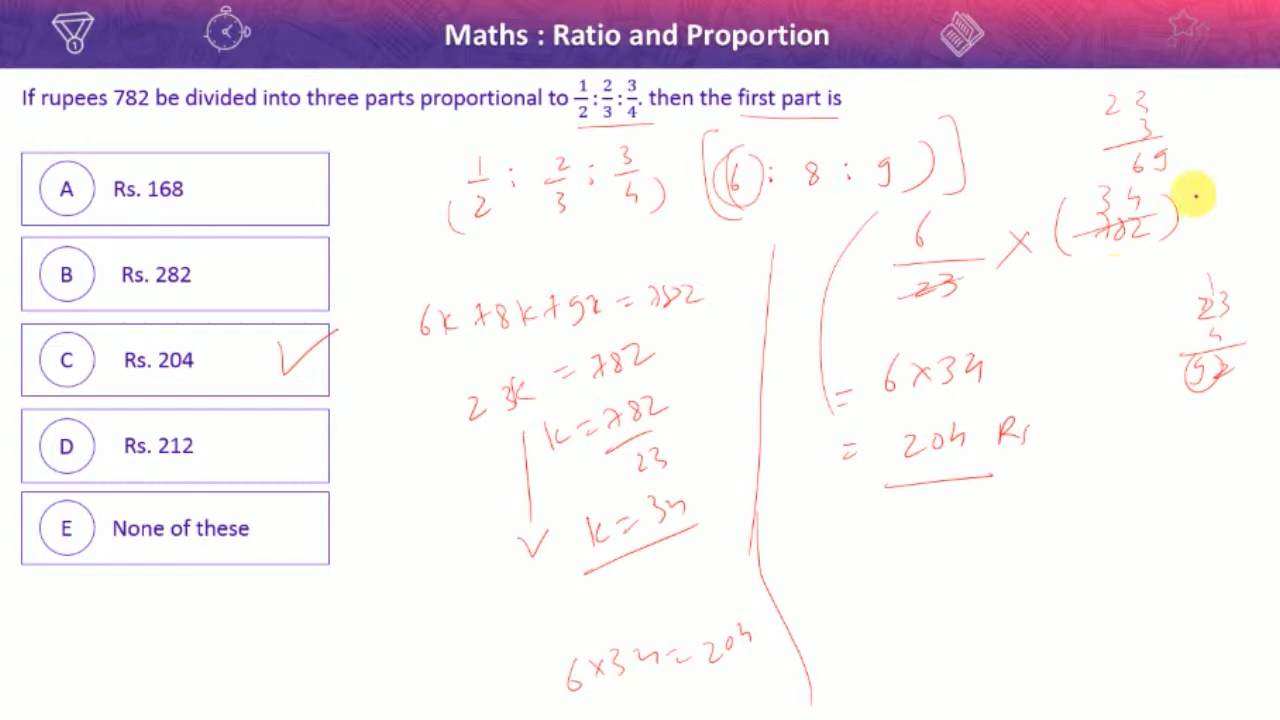 1
Maths : Ratio and Proportion
If rupees 782 be divided into three parts proportional to 1/2 : 2/3 : 3/4. then the first part is
A Rs. 168
B Rs. 282
C Rs. 204
D Rs. 212
E None of these
( 1/2 : 2/3 : 3/4 ) [(6 : 8 : 9)]
6k + 8k + 9k = 782
23k = 782
k = 782/23
k = 34
6 × 34 = 204
6/23 × (782) 34
= 6 × 34
= 204 Rs
23
3
69
1
23
4
92